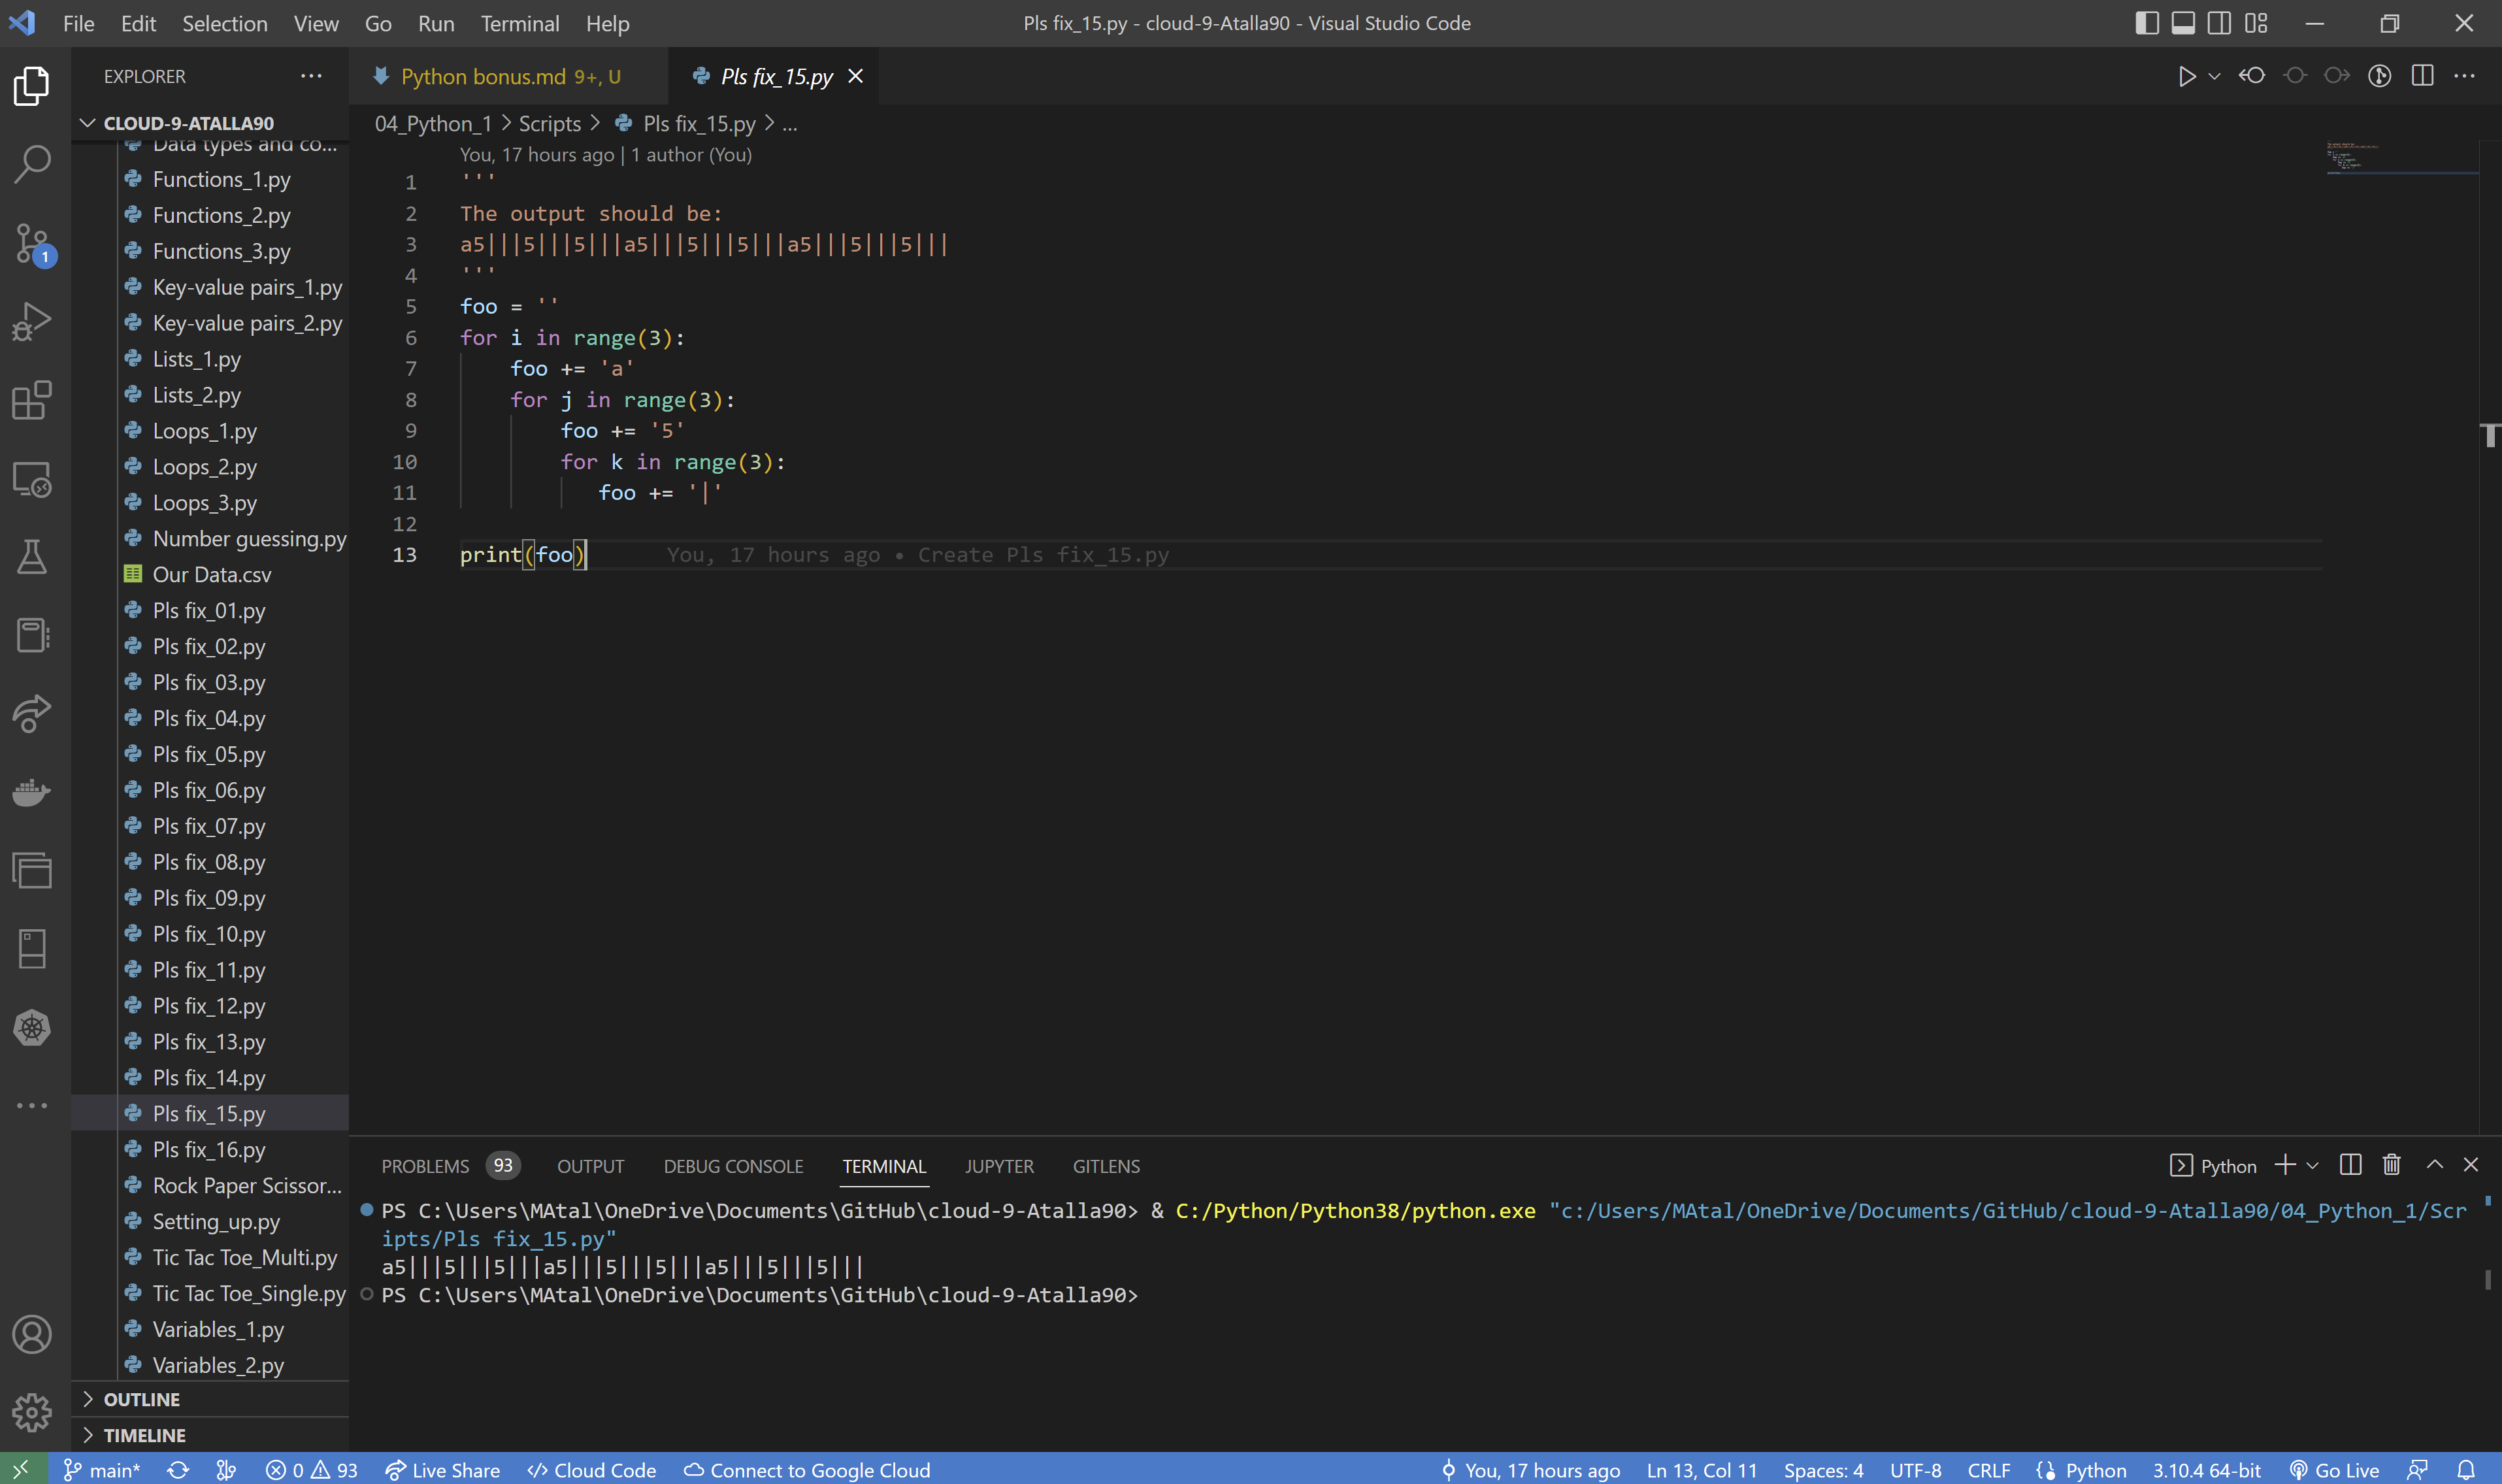 File Edit Selection View Go Run Terminal Help
Pls fix_15.py - cloud-9-Atalla90 - Visual Studio Code
EXPLORER
CLOUD-9-ATALLA90
Data types and co...
Functions_1.py
Functions_2.py
Functions_3.py
Key-value pairs_1.py
Key-value pairs_2.py
Lists_1.py
Lists_2.py
Loops_1.py
Loops_2.py
Loops_3.py
Number guessing.py
Our Data.csv
Pls fix_01.py
Pls fix_02.py
Pls fix_03.py
Pls fix_04.py
Pls fix_05.py
Pls fix_06.py
Pls fix_07.py
Pls fix_08.py
Pls fix_09.py
Pls fix_10.py
Pls fix_11.py
Pls fix_12.py
Pls fix_13.py
Pls fix_14.py
Pls fix_15.py
Pls fix_16.py
Rock Paper Scissor...
Setting_up.py
Tic Tac Toe_Multi.py
Tic Tac Toe_Single.py
Variables_1.py
Variables_2.py
OUTLINE
TIMELINE
1
Python bonus.md 9+, U
Pls fix_15.py
04_Python_1 > Scripts > Pls fix_15.py > ...
You, 17 hours ago | 1 author (You)
1 '''
2 The output should be:
3 a5|||5|||5|||a5|||5|||5|||a5|||5|||5|||
4 '''
5 foo = ''
6 for i in range(3):
7 foo += 'a'
8 for j in range(3):
9 foo += '5'
10 for k in range(3):
11 foo += '|'
12
13 print(foo) You, 17 hours ago • Create Pls fix_15.py
PROBLEMS 93 OUTPUT DEBUG CONSOLE TERMINAL JUPYTER GITLENS
Python
PS C:\Users\MAtal\OneDrive\Documents\GitHub\cloud-9-Atalla90> & C:/Python/Python38/python.exe "c:/Users/MAtal/OneDrive/Documents/GitHub/cloud-9-Atalla90/04_Python_1/Scr
ipts/Pls fix_15.py"
a5|||5|||5|||a5|||5|||5|||a5|||5|||5|||
PS C:\Users\MAtal\OneDrive\Documents\GitHub\cloud-9-Atalla90>
main* 0 93 Live Share Cloud Code Connect to Google Cloud You, 17 hours ago Ln 13, Col 11 Spaces: 4 UTF-8 CRLF Python 3.10.4 64-bit Go Live